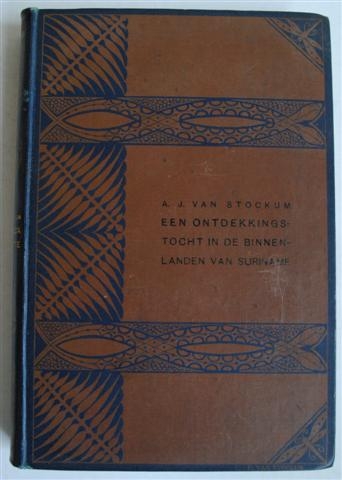 A. J. VAN STOCKUM
EEN ONTDEKKINGS-
TOCHT IN DE BINNEN-
LANDEN VAN SURINAME